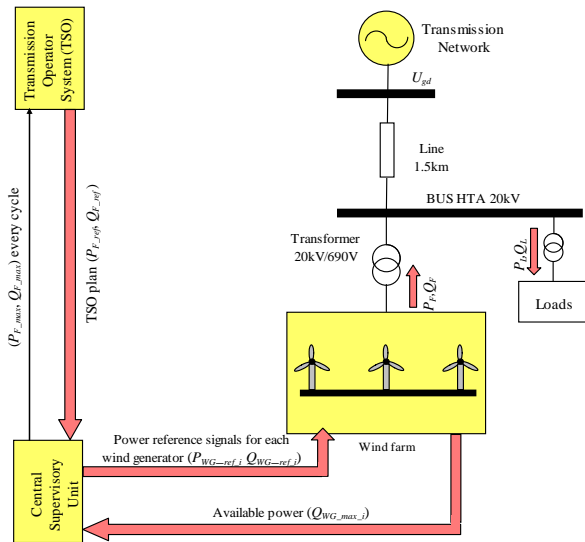 Transmission
Operator
System (TSO)
Transmission
Network
U_gd
Line
1.5km
BUS HTA 20kV
Transformer
20kV/690V
P_F,Q_F
P_L,Q_L
Loads
(P_F_max, Q_F_max) every cycle
TSO plan (P_F_ref, Q_F_ref)
Wind farm
Power reference signals for each
wind generator (P_WG—ref_i Q_WG—ref_i)
Central
Supervisory
Unit
Available power (Q_WG_max_i)